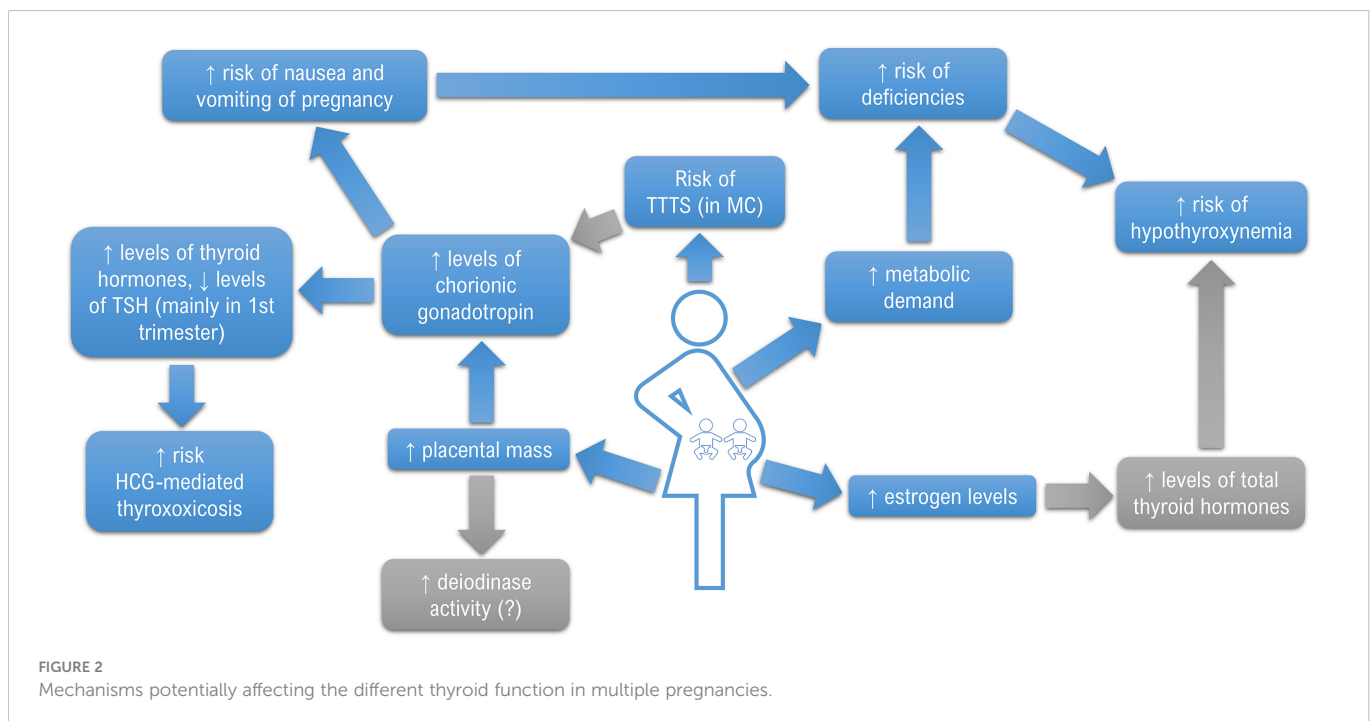 ↑ risk of nausea and
vomiting of pregnancy
↑ risk of
deficiencies
Risk of
TTTS (in MC)
↑ risk of
hypothyroxynemia
↑ levels of thyroid
hormones, ↓ levels
of TSH (mainly in 1st
trimester)
↑ levels of
chorionic
gonadotropin
↑ metabolic
demand
↑ risk
HCG-mediated
thyroxoxicosis
↑ placental mass
↑ estrogen levels
↑ levels of total
thyroid hormones
↑ deiodinase
activity (?)
FIGURE 2
Mechanisms potentially affecting the different thyroid function in multiple pregnancies.